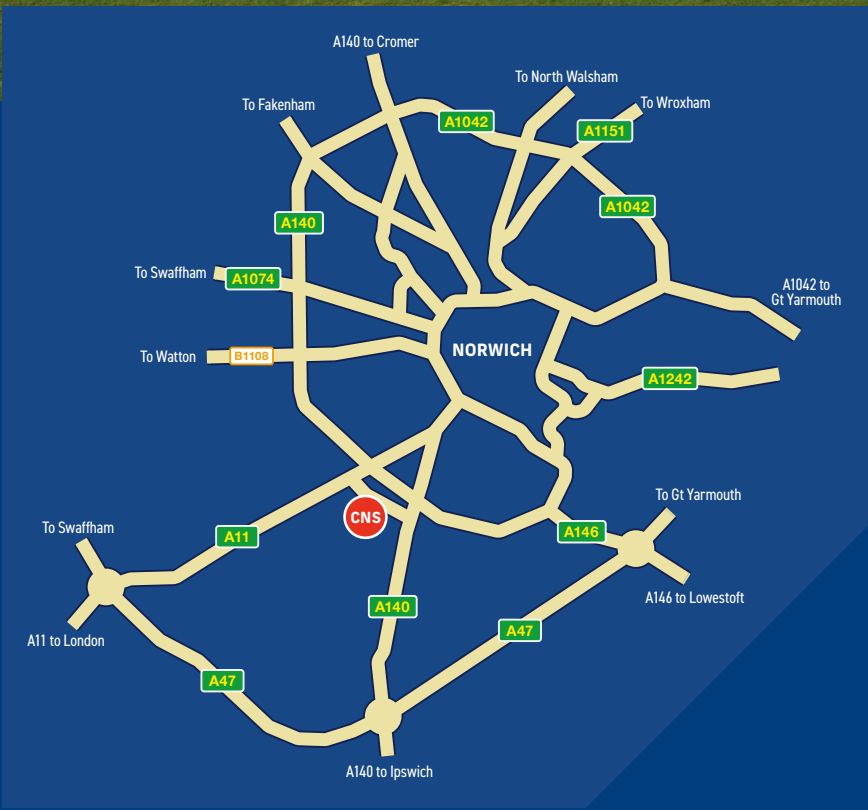 A140 to Cromer
To North Walsham
To Fakenham
To Wroxham
A1042
A1151
A1042
A140
To Swaffham
A1074
A1042 to
Gt Yarmouth
To Watton
B1108
NORWICH
A1242
To Gt Yarmouth
CNS
To Swaffham
A11
A146
A146 to Lowestoft
A140
A47
A11 to London
A47
A140 to Ipswich